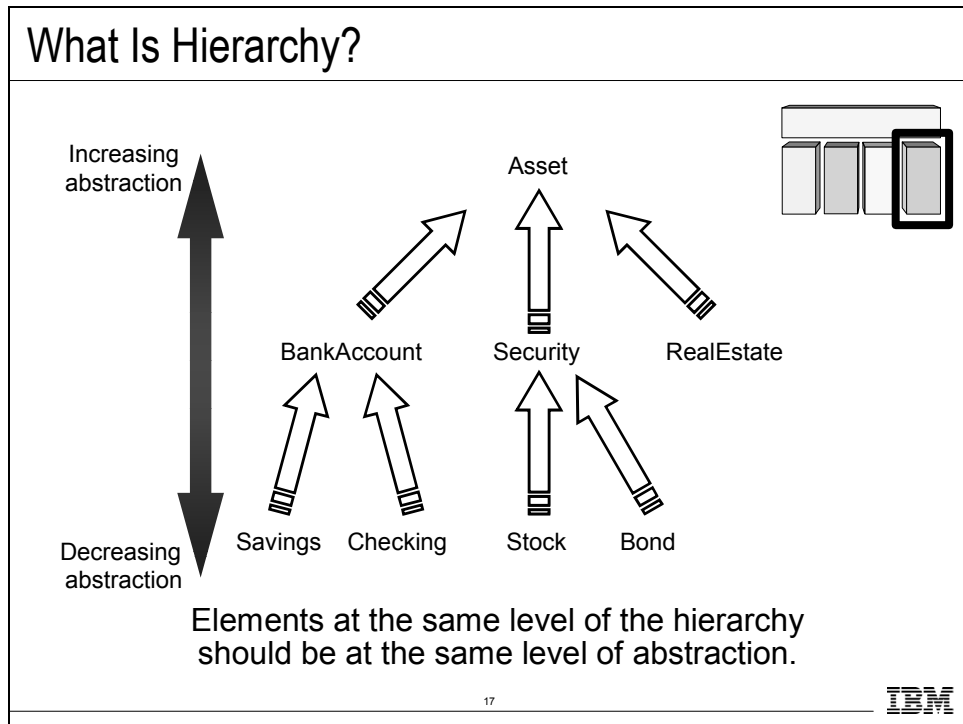 What Is Hierarchy?
Increasing
abstraction
Asset
BankAccount
Security
RealEstate
Savings
Checking
Stock
Bond
Decreasing
abstraction
Elements at the same level of the hierarchy
should be at the same level of abstraction.
17
IBM